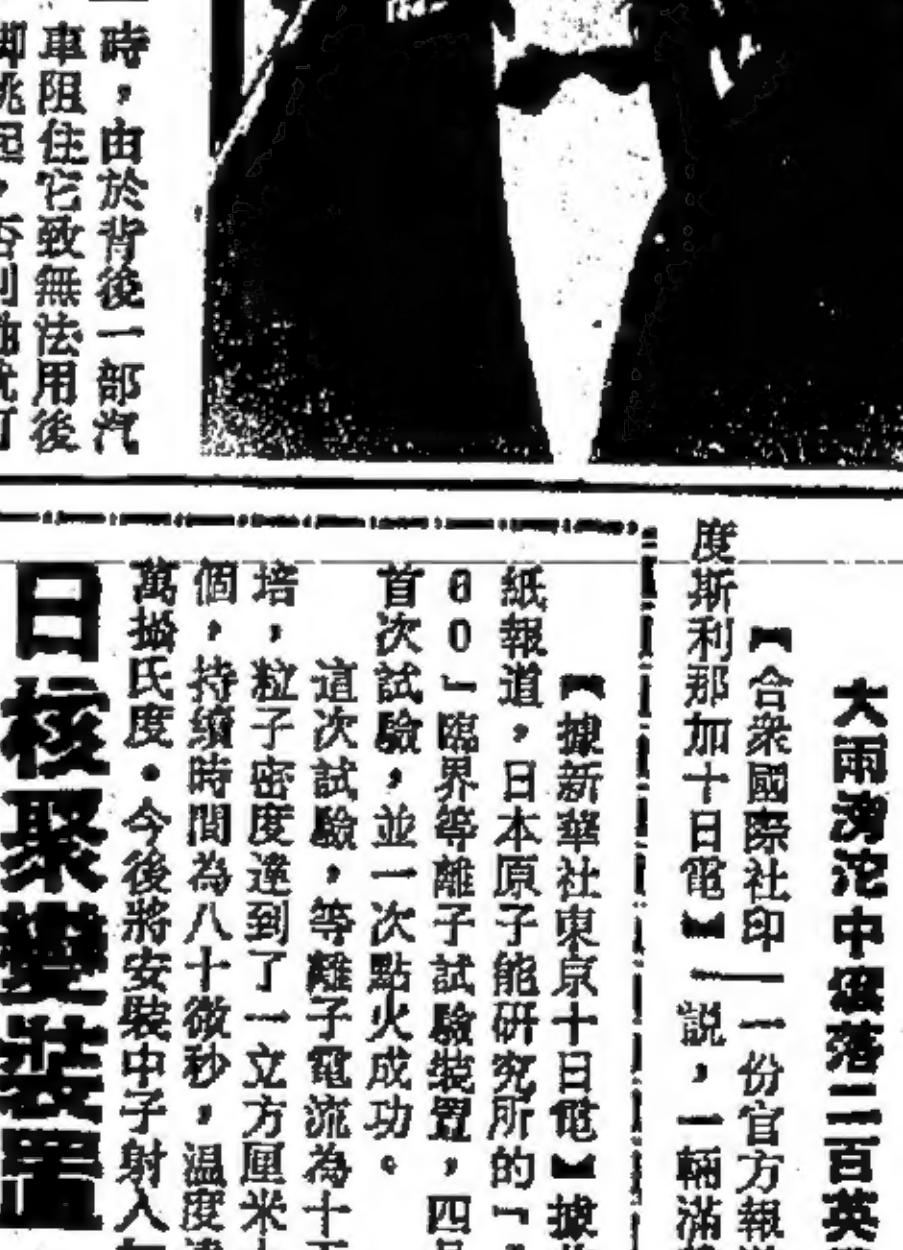 時，由於背後一部汽
車阻住它致無法用後
大雨滂沱中滾落二百英
【合衆國際社印──一份官方報
度斯利那加十日電】説，一輛滿
【據新華社東京十日電】據
紙報道，日本原子能研究所的「
60」臨界等離子試驗裝置，四
首次試驗，並一次點火成功。
這次試驗，等離子電流為十
培，粒子密度達到了一立方厘米
個，持續時間為八十微秒，温度
萬攝氏度。今後將安裝中子射入
日核聚變裝置